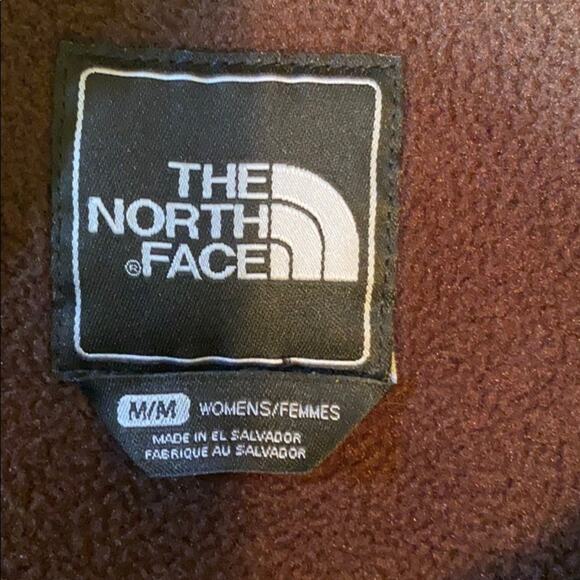 THE
NORTH
®FACE
M/M WOMENS/FEMMES
MADE IN EL SALVADOR
FABRIQUE AU SALVADOR